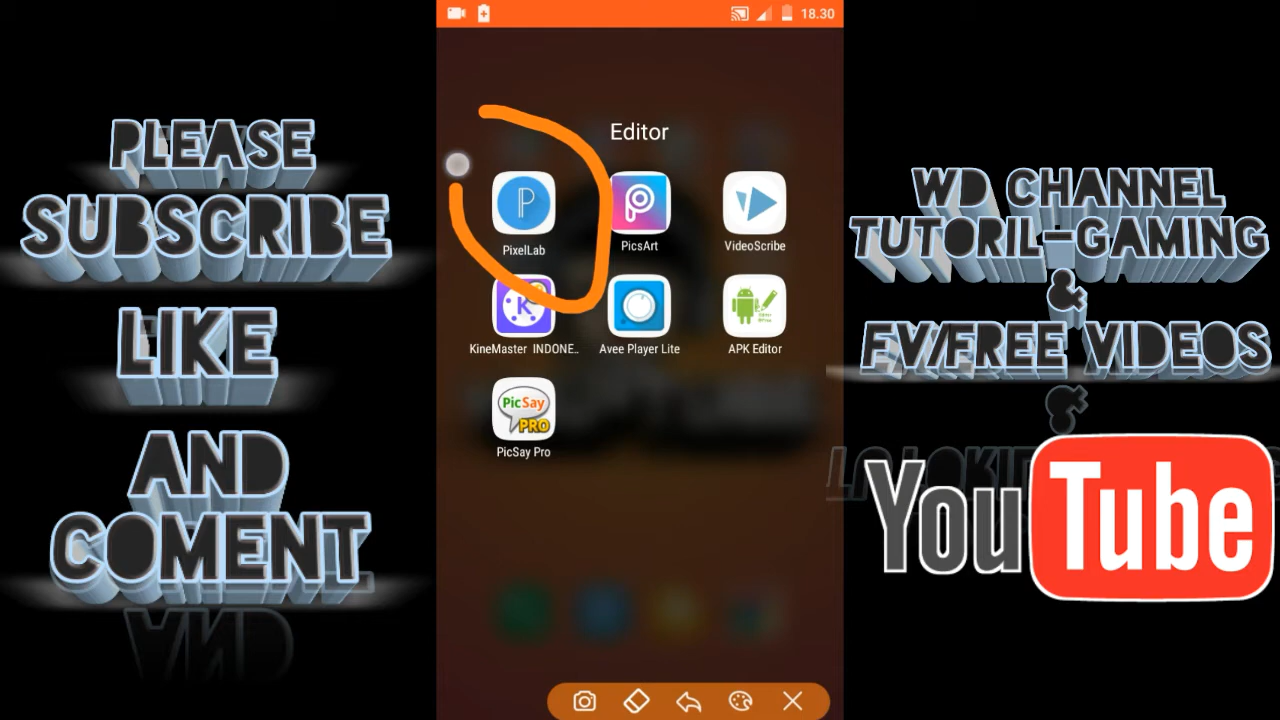 PLEASE
SUBSCRIBE
LIKE
AND
COMENT
18.30
Editor
PixelLab
PicsArt
VideoScribe
KineMaster INDONE..
Avee Player Lite
APK Editor
PicSay
PRO
PicSay Pro
WD CHANNEL
TUTORIL-GAMING
&
FV/FREE VIDEOS
YouTube